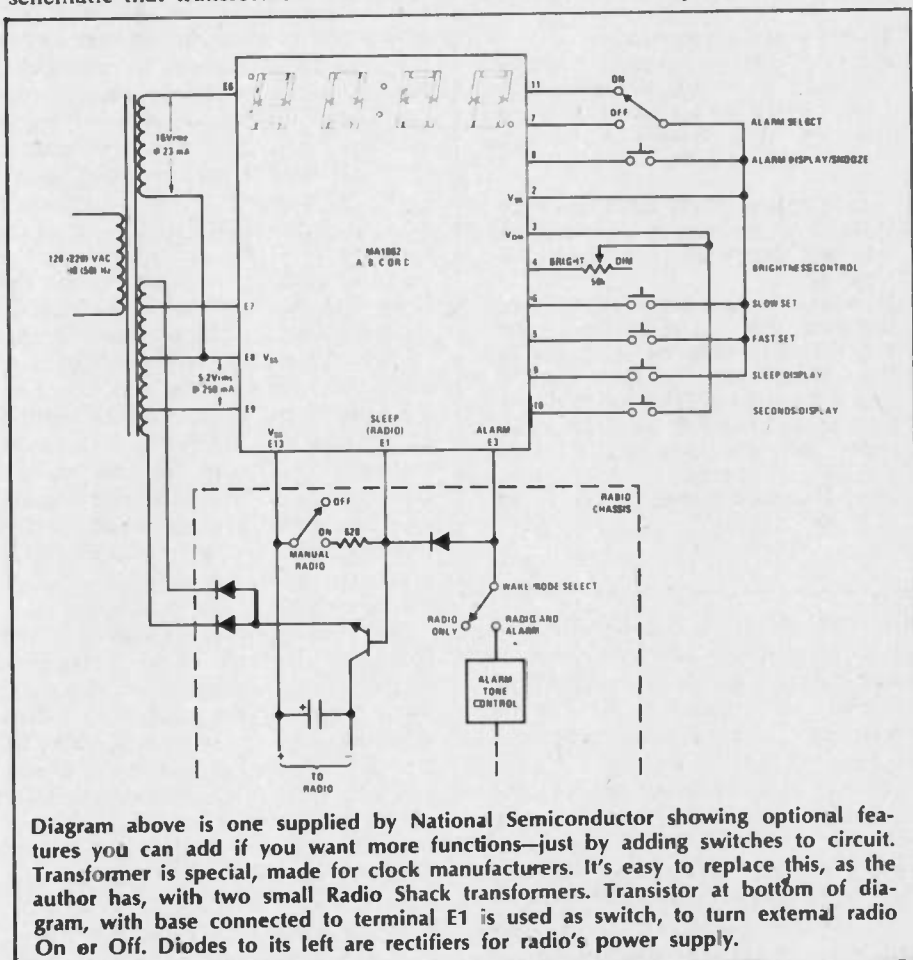 schematic that
E6
16Vrms
@ 23 mA
120 (220) VAC
60 (50) Hz
E7
E8 VSS
5.2Vrms
@ 250 mA
E9
MA1002
A, B, C OR D
11
7
8
VSS 2
VDD 3
4
6
5
9
10
ON
OFF
BRIGHT DIM
50k
ALARM SELECT
ALARM DISPLAY/SNOOZE
BRIGHTNESS CONTROL
SLOW SET
FAST SET
SLEEP DISPLAY
SECONDS DISPLAY
VSS
E13
SLEEP
(RADIO)
E1
ALARM
E3
RADIO
CHASSIS
OFF
ON 620
MANUAL
RADIO
WAKE MODE SELECT
RADIO
ONLY
RADIO AND
ALARM
ALARM
TONE
CONTROL
+
+ –
TO
RADIO
Diagram above is one supplied by National Semiconductor showing optional fea-
tures you can add if you want more functions—just by adding switches to circuit.
Transformer is special, made for clock manufacturers. It's easy to replace this, as the
author has, with two small Radio Shack transformers. Transistor at bottom of dia-
gram, with base connected to terminal E1 is used as switch, to turn external radio
On or Off. Diodes to its left are rectifiers for radio's power supply.